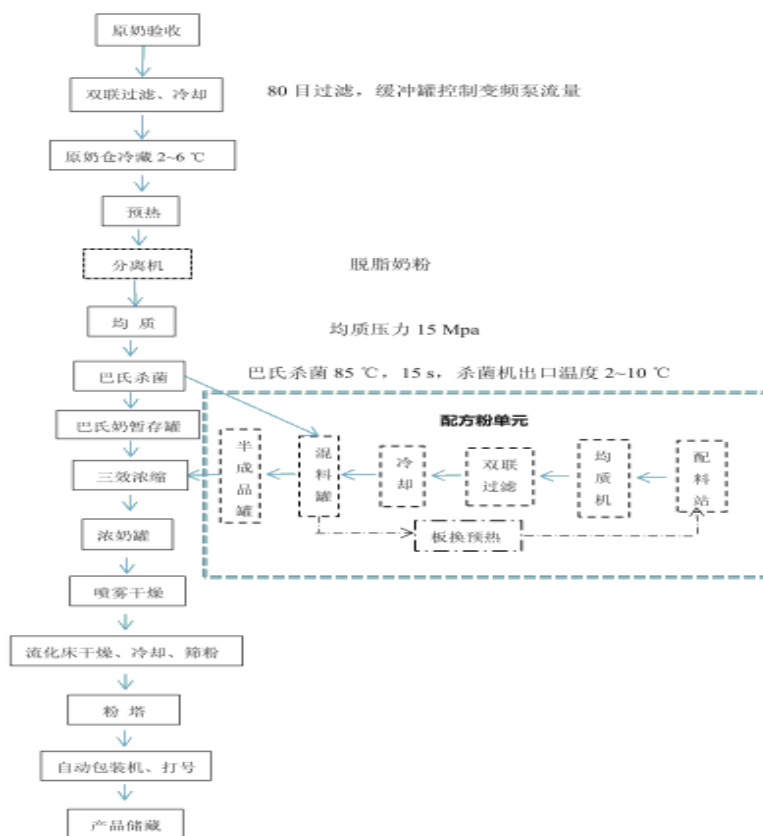 原奶验收
双联过滤、冷却
80 目过滤，缓冲罐控制变频泵流量
原奶仓冷藏 2~6 ℃
预热
分离机
脱脂奶粉
均 质
均质压力 15 Mpa
巴氏杀菌
巴氏杀菌 85 ℃，15 s，杀菌机出口温度 2~10 ℃
配方粉单元
巴氏奶暂存罐
三效浓缩
半成品罐
混料罐
冷却
双联过滤
均质机
配料站
板换预热
浓奶罐
喷雾干燥
流化床干燥、冷却、筛粉
粉 塔
自动包装机、打号
产品储藏